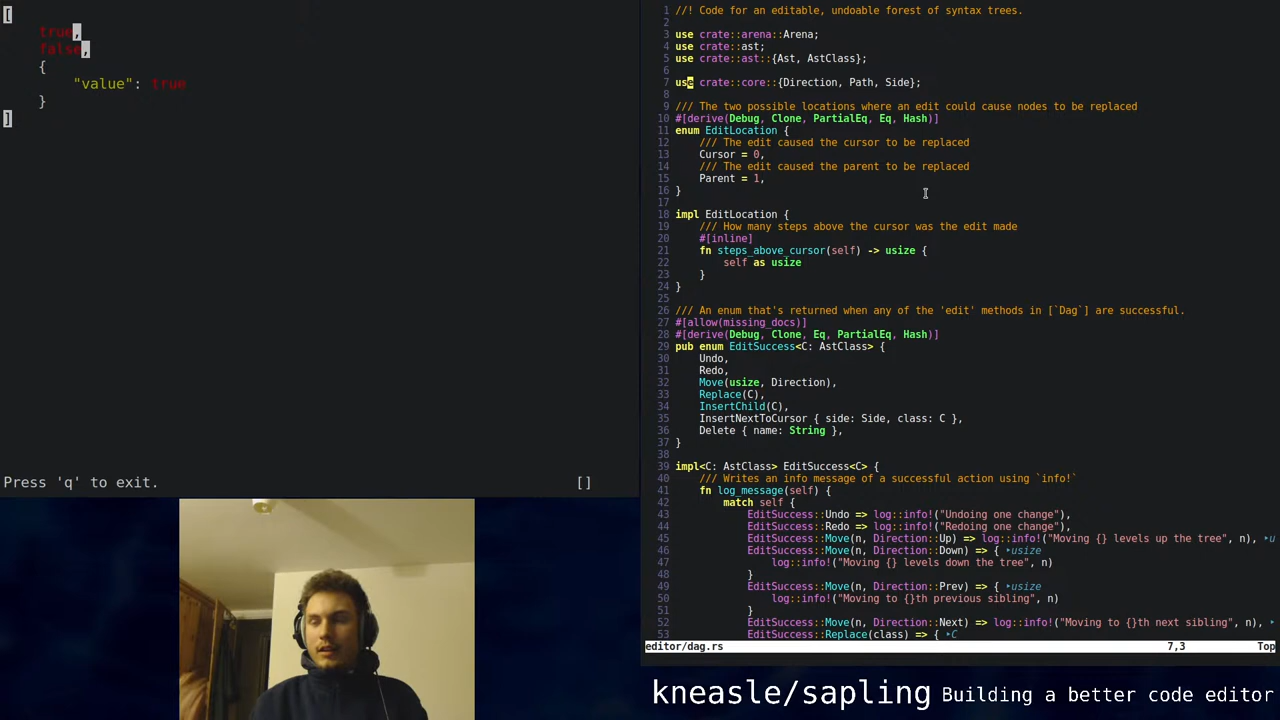 [
    true,
    false,
    {
        "value": true
    }
]
Press 'q' to exit. []
1 //! Code for an editable, undoable forest of syntax trees.
2
3 use crate::arena::Arena;
4 use crate::ast;
5 use crate::ast::{Ast, AstClass};
6
7 use crate::core::{Direction, Path, Side};
8
9 /// The two possible locations where an edit could cause nodes to be replaced
10 #[derive(Debug, Clone, PartialEq, Eq, Hash)]
11 enum EditLocation {
12     /// The edit caused the cursor to be replaced
13     Cursor = 0,
14     /// The edit caused the parent to be replaced
15     Parent = 1,
16 }
17
18 impl EditLocation {
19     /// How many steps above the cursor was the edit made
20     #[inline]
21     fn steps_above_cursor(self) -> usize {
22         self as usize
23     }
24 }
25
26 /// An enum that's returned when any of the 'edit' methods in [`Dag`] are successful.
27 #[allow(missing_docs)]
28 #[derive(Debug, Clone, Eq, PartialEq, Hash)]
29 pub enum EditSuccess<C: AstClass> {
30     Undo,
31     Redo,
32     Move(usize, Direction),
33     Replace(C),
34     InsertChild(C),
35     InsertNextToCursor { side: Side, class: C },
36     Delete { name: String },
37 }
38
39 impl<C: AstClass> EditSuccess<C> {
40     /// Writes an info message of a successful action using `info!`
41     fn log_message(self) {
42         match self {
43             EditSuccess::Undo => log::info!("Undoing one change"),
44             EditSuccess::Redo => log::info!("Redoing one change"),
45             EditSuccess::Move(n, Direction::Up) => log::info!("Moving {} levels up the tree", n), ‣u
46             EditSuccess::Move(n, Direction::Down) => { ‣usize
47                 log::info!("Moving {} levels down the tree", n)
48             }
49             EditSuccess::Move(n, Direction::Prev) => { ‣usize
50                 log::info!("Moving to {}th previous sibling", n)
51             }
52             EditSuccess::Move(n, Direction::Next) => log::info!("Moving to {}th next sibling", n), ‣
53             EditSuccess::Replace(class) => { ‣C
editor/dag.rs 7,3 Top
kneasle/sapling Building a better code editor